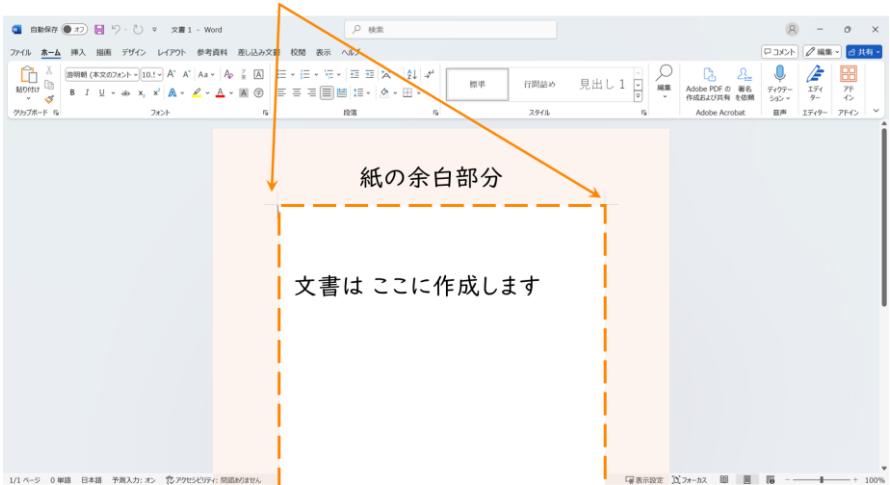 自動保存 オフ 文書 1 - Word 検索
ファイル ホーム 挿入 描画 デザイン レイアウト 参考資料 差し込み文書 校閲 表示 ヘルプ コメント 編集 共有
貼り付け 游明朝 (本文のフォント) 10.5 標準 行間詰め 見出し 1 編集 Adobe PDF の 作成および共有 署名 を依頼 ディクテーション エディター アドイン
クリップボード フォント 段落 スタイル Adobe Acrobat 音声 エディター アドイン
紙の余白部分
文書は ここに作成します
1/1 ページ 0 単語 日本語 予測入力: オン アクセシビリティ: 問題ありません 表示設定 フォーカス 100%